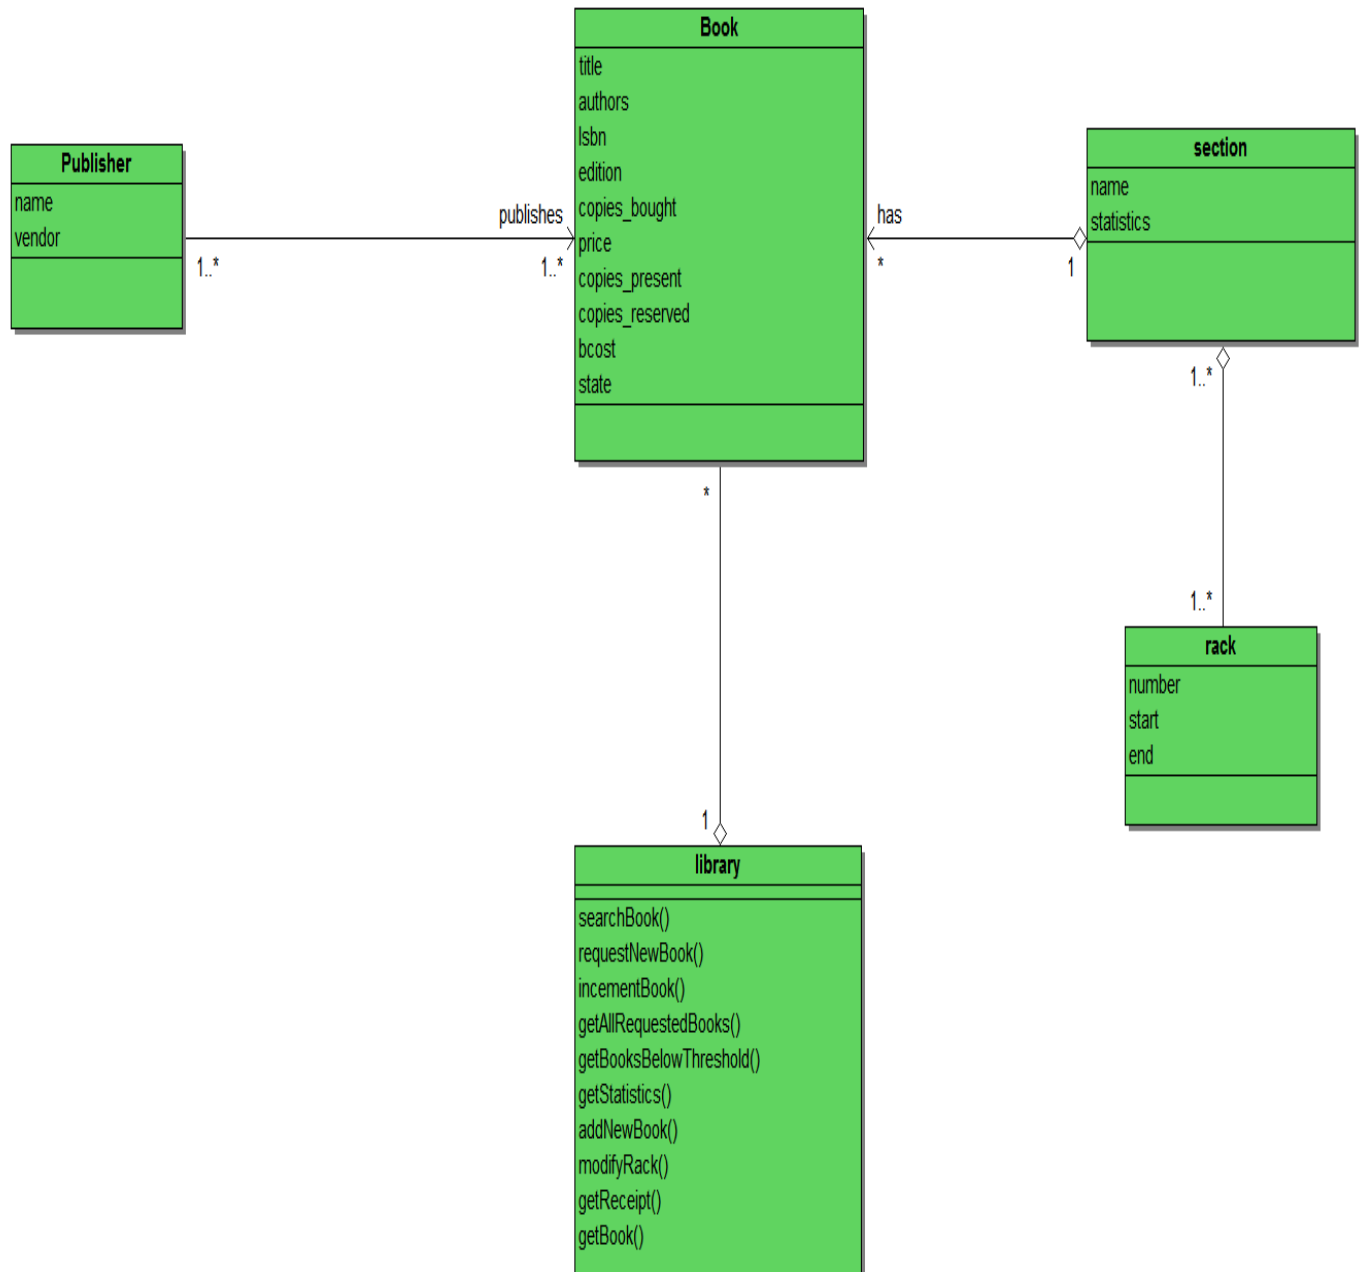 Book
title
authors
Isbn
edition
copies_bought
price
copies_present
copies_reserved
bcost
state
Publisher
name
vendor
publishes
1..*
1..*
has
*
1
section
name
statistics
1..*
1..*
rack
number
start
end
*
1
library
searchBook()
requestNewBook()
incementBook()
getAllRequestedBooks()
getBooksBelowThreshold()
getStatistics()
addNewBook()
modifyRack()
getReceipt()
getBook()